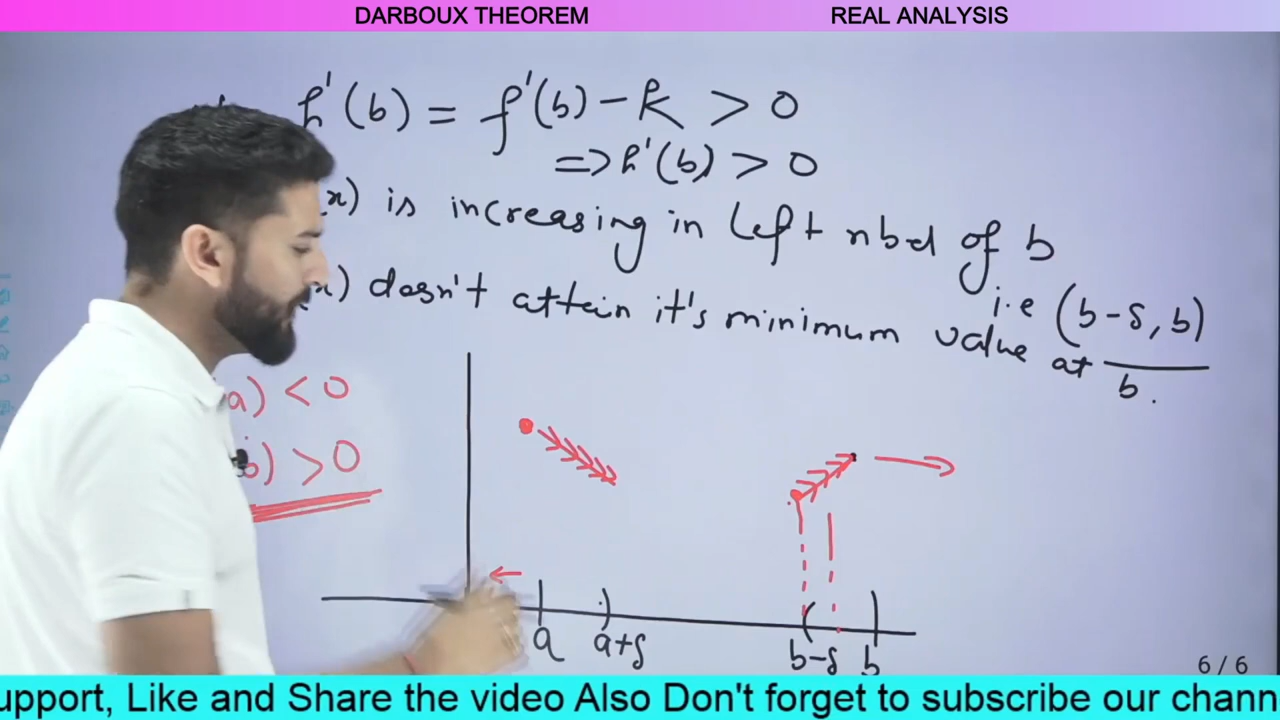 DARBOUX THEOREM REAL ANALYSIS
h'(b) = f'(b) - k > 0
=> h'(b) > 0
(x) is increasing in left nbd of b
i.e (b-δ, b)
(x) doesn't attain it's minimum value at b.
(a) < 0
(b) > 0
a a+δ b-δ b
6 / 6
upport, Like and Share the video Also Don't forget to subscribe our chann